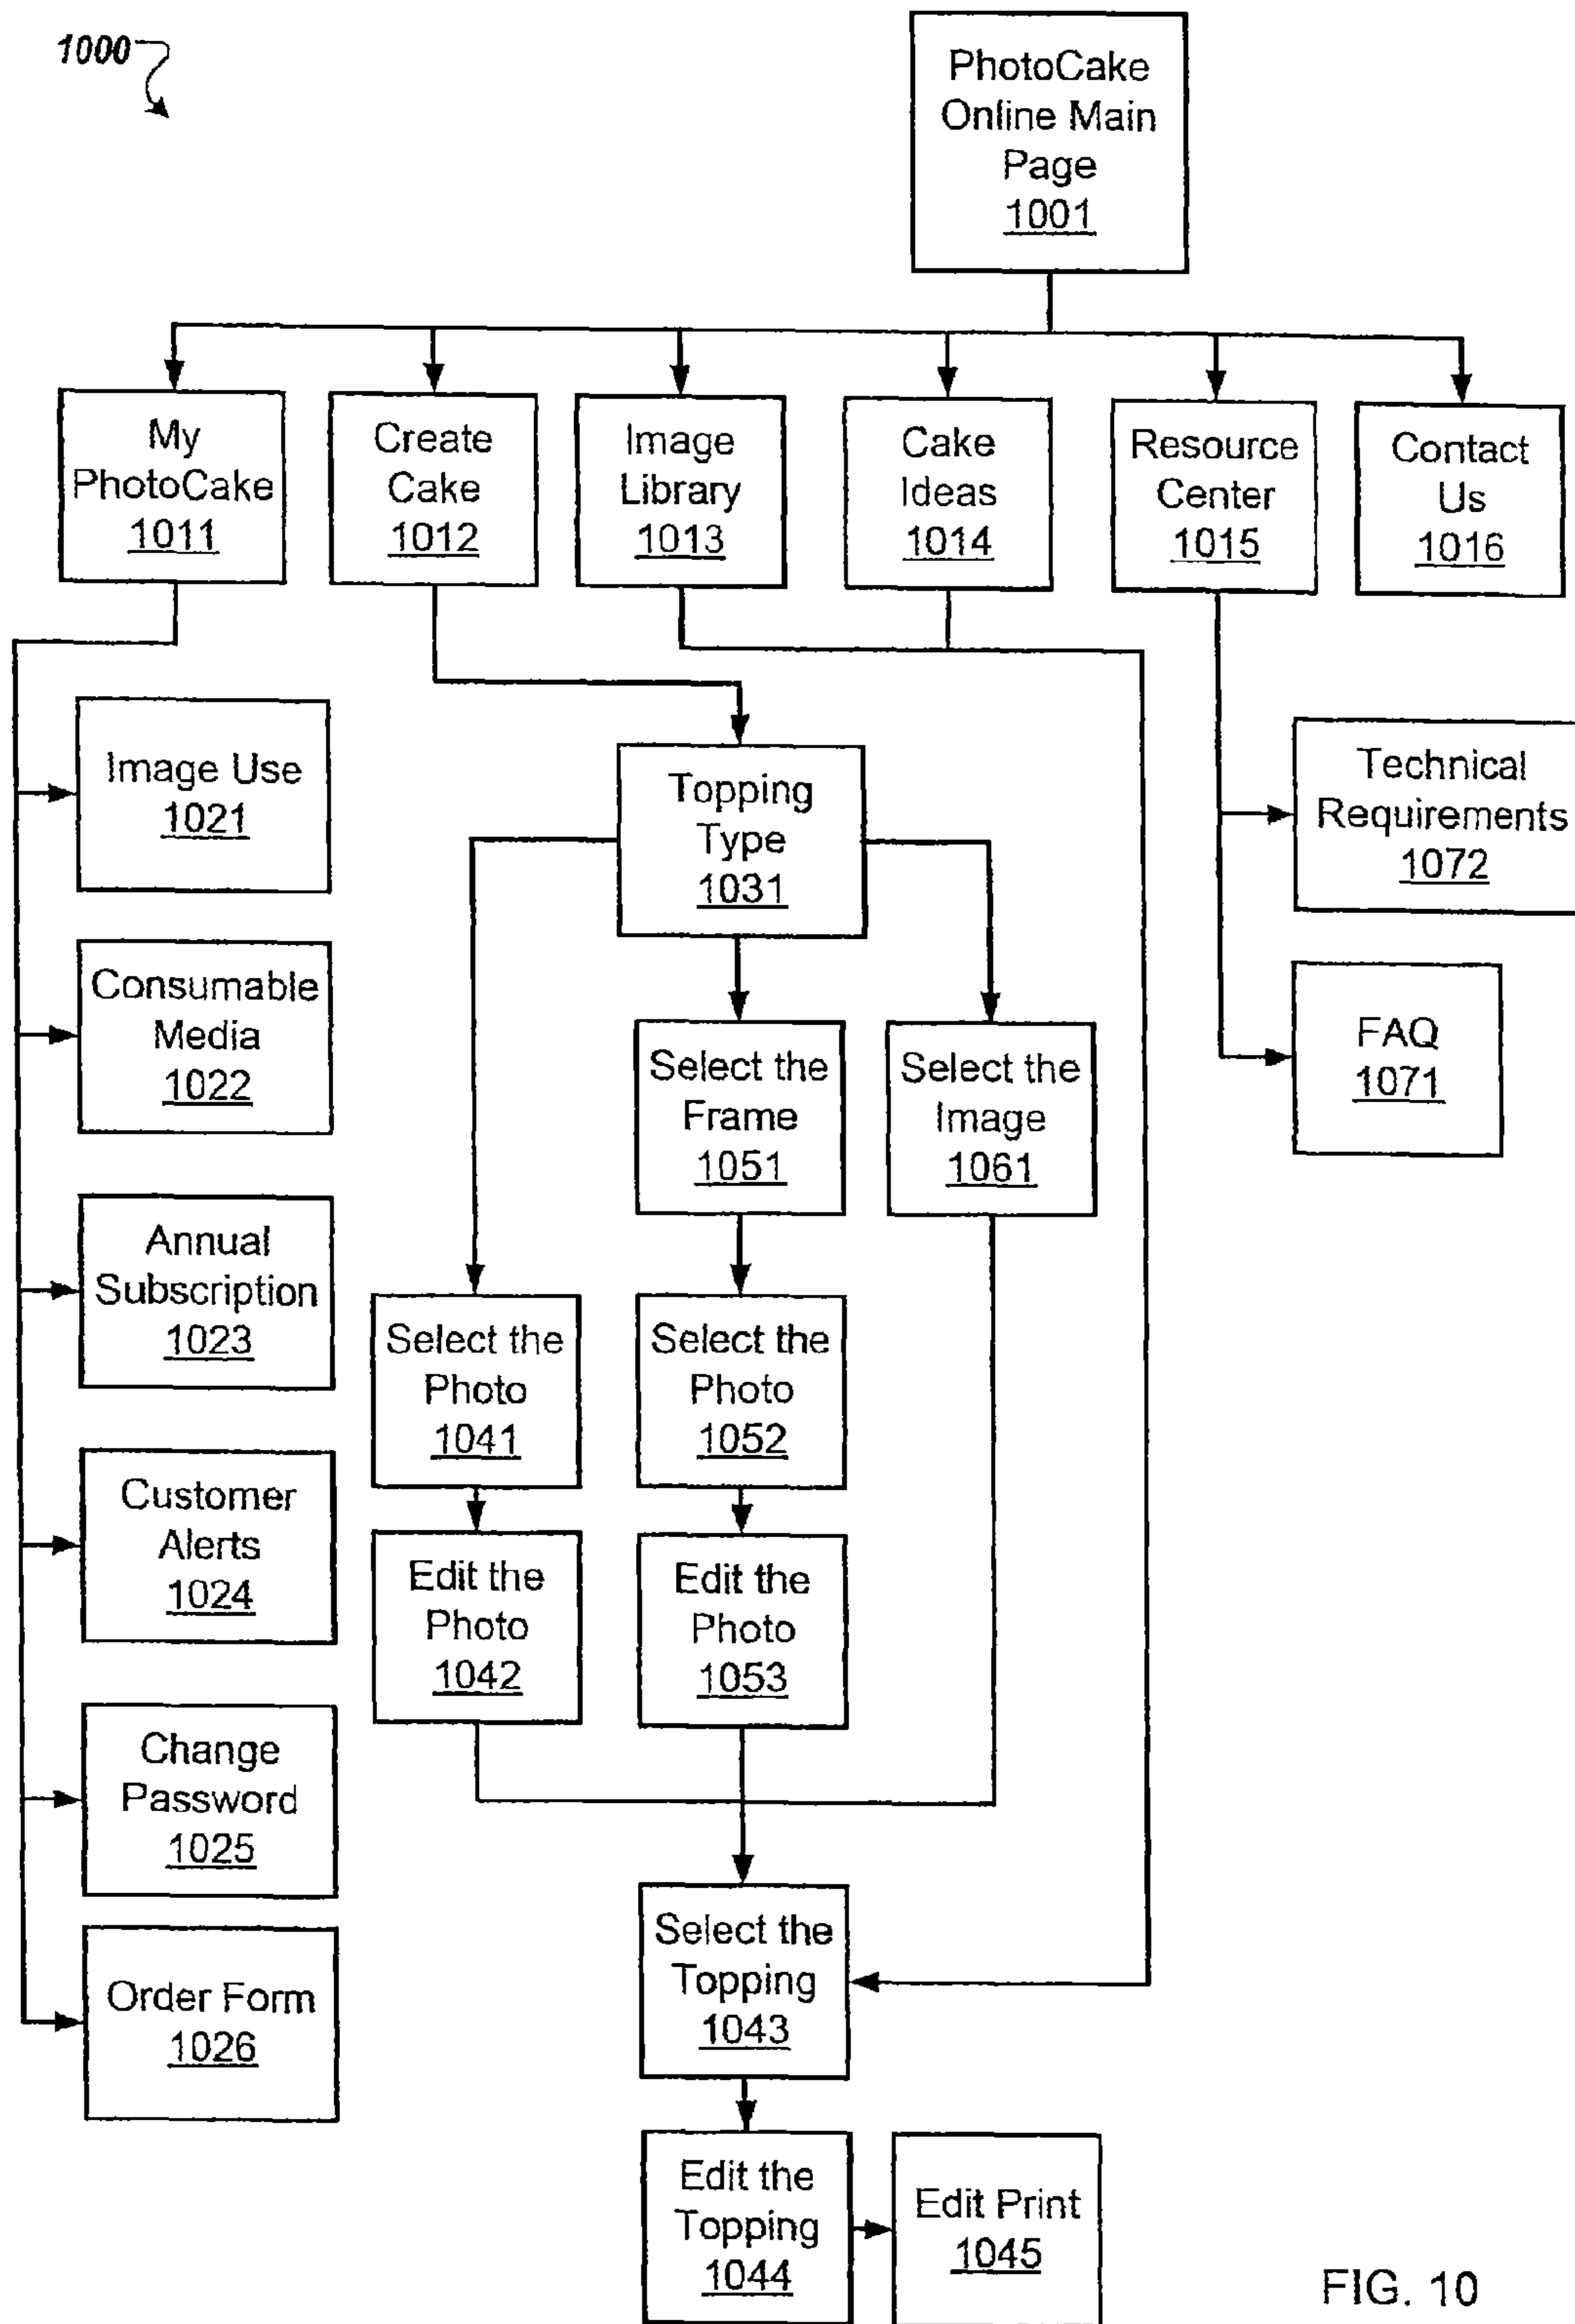 1000
PhotoCake
Online Main
Page
1001
My
PhotoCake
1011
Create
Cake
1012
Image
Library
1013
Cake
Ideas
1014
Resource
Center
1015
Contact
Us
1016
Image Use
1021
Consumable
Media
1022
Annual
Subscription
1023
Customer
Alerts
1024
Change
Password
1025
Order Form
1026
Topping
Type
1031
Select the
Photo
1041
Edit the
Photo
1042
Select the
Frame
1051
Select the
Photo
1052
Edit the
Photo
1053
Select the
Image
1061
Technical
Requirements
1072
FAQ
1071
Select the
Topping
1043
Edit the
Topping
1044
Edit Print
1045
FIG. 10